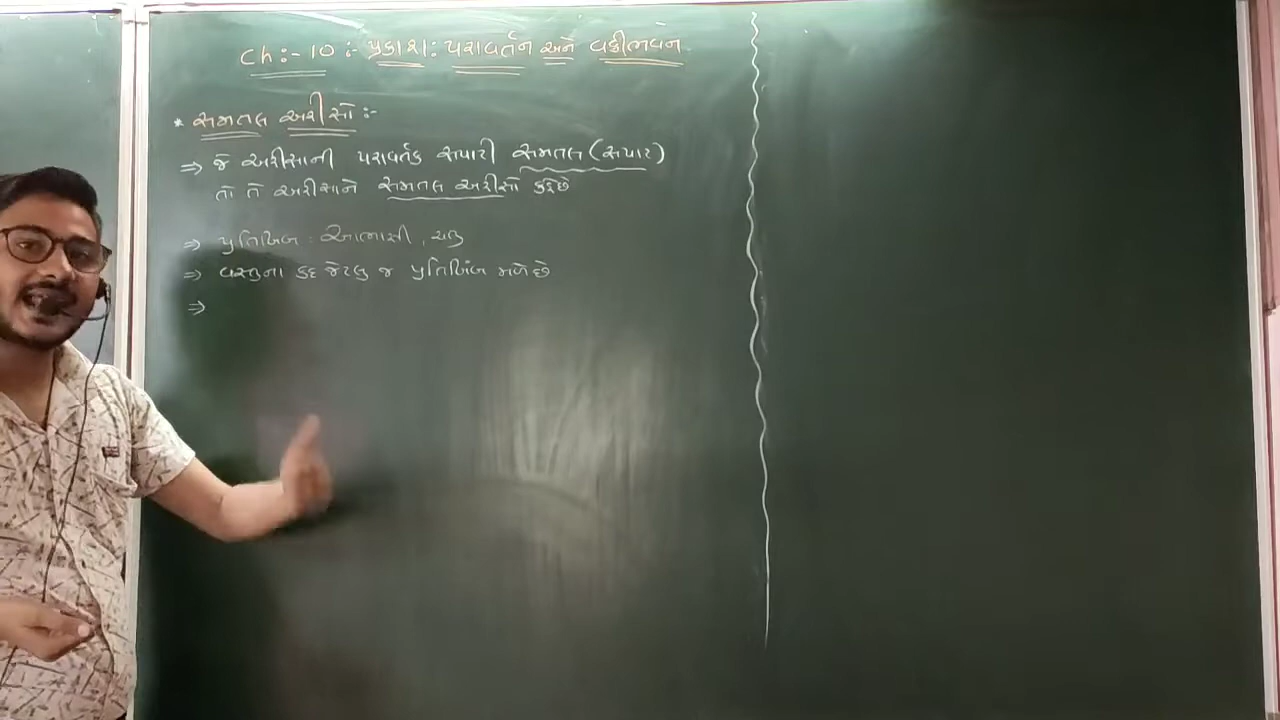 Ch:- 10 :- પ્રકાશ: પરાવર્તન અને વક્રીભવન
* સમતલ અરીસો :-
⇒ જે અરીસાની પરાવર્તક સપાટી સમતલ (સપાટ)
તો તે અરીસાને સમતલ અરીસો કહે છે
⇒ પ્રતિબિંબ : આભાસી, ચતુ
⇒ વસ્તુના કદ જેટલુ જ પ્રતિબિંબ મળે છે
⇒